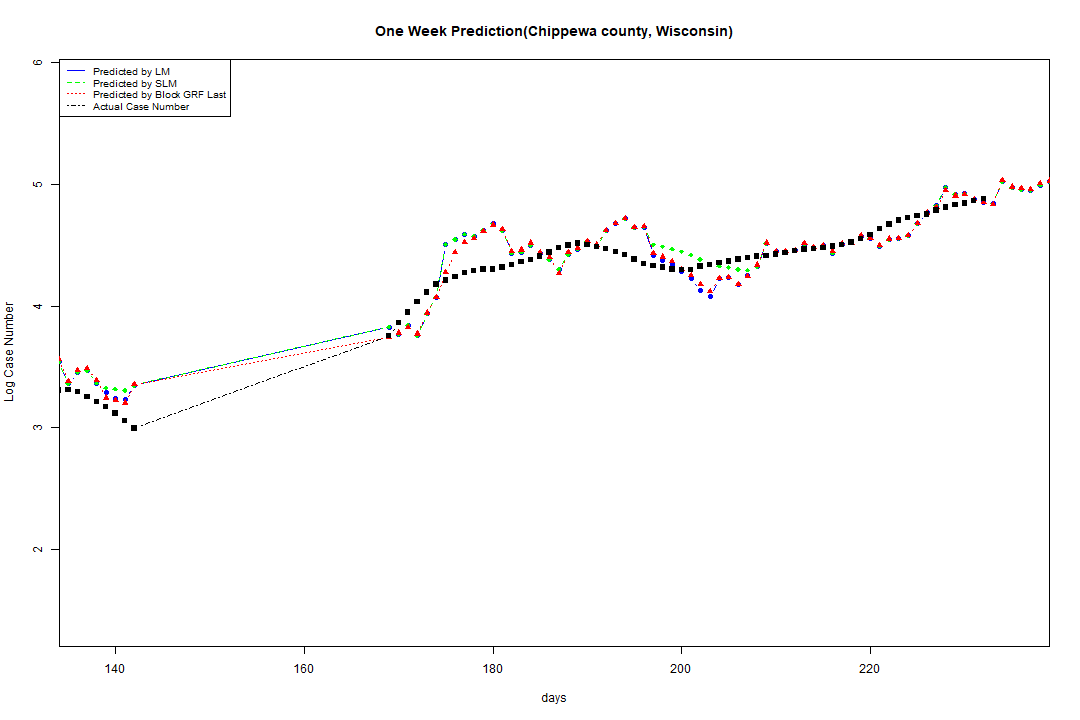 One Week Prediction(Chippewa county, Wisconsin)
Predicted by LM
Predicted by SLM
Predicted by Block GRF Last
Actual Case Number
6
5
4
3
2
Log Case Number
140 160 180 200 220
days